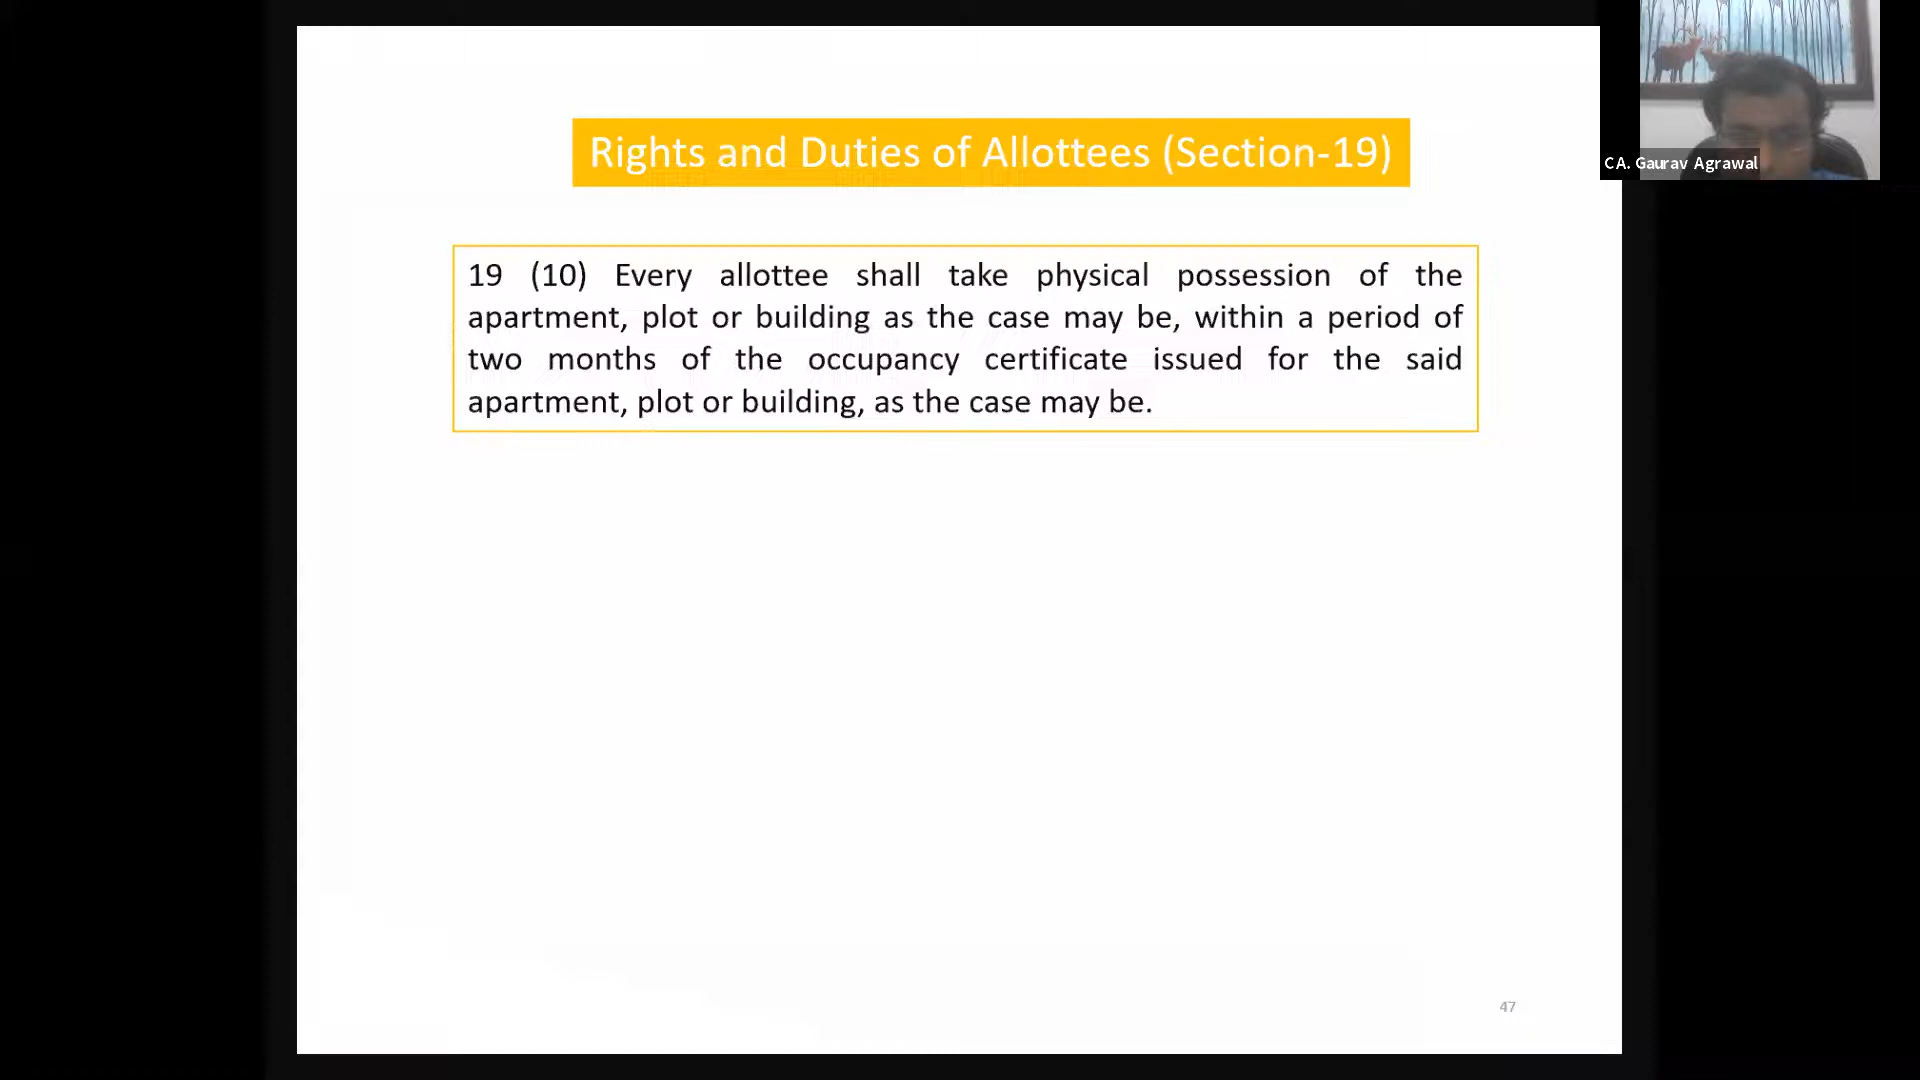 Rights and Duties of Allottees (Section-19)
CA. Gaurav Agrawal
19 (10) Every allottee shall take physical possession of the
apartment, plot or building as the case may be, within a period of
two months of the occupancy certificate issued for the said
apartment, plot or building, as the case may be.
47